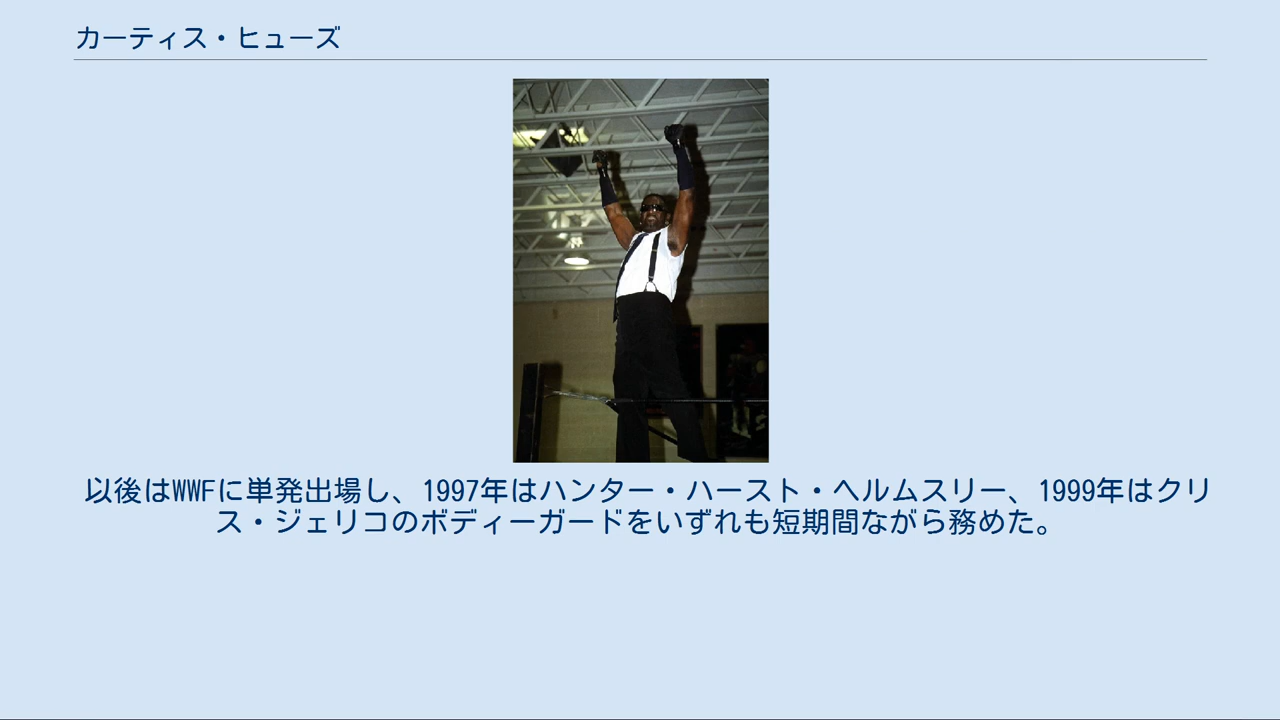 カーティス・ヒューズ
以後はWWFに単発出場し、1997年はハンター・ハースト・ヘルムスリー、1999年はクリ
ス・ジェリコのボディーガードをいずれも短期間ながら務めた。